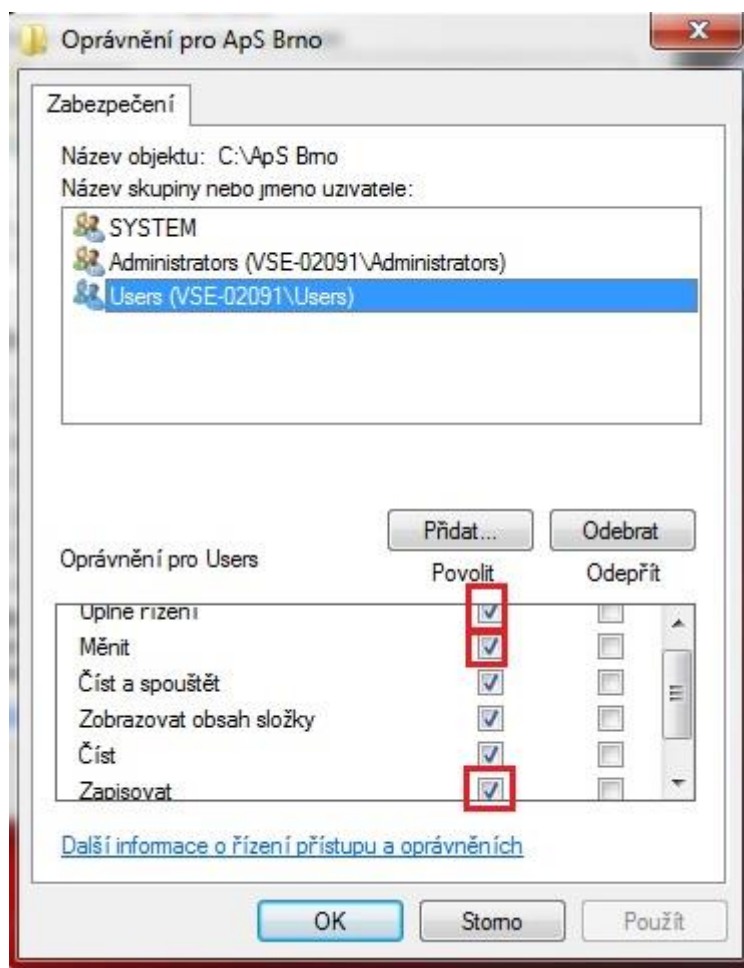 Oprávnění pro ApS Brno
Zabezpečení
Název objektu: C:\ApS Brno
Název skupiny nebo jmeno uzivatele:
SYSTEM
Administrators (VSE-02091\Administrators)
Users (VSE-02091\Users)
Přidat... Odebrat
Oprávnění pro Users Povolit Odepřít
Úplné řízení
Měnit
Číst a spouštět
Zobrazovat obsah složky
Číst
Zapisovat
Další informace o řízení přístupu a oprávněních
OK Storno Použít